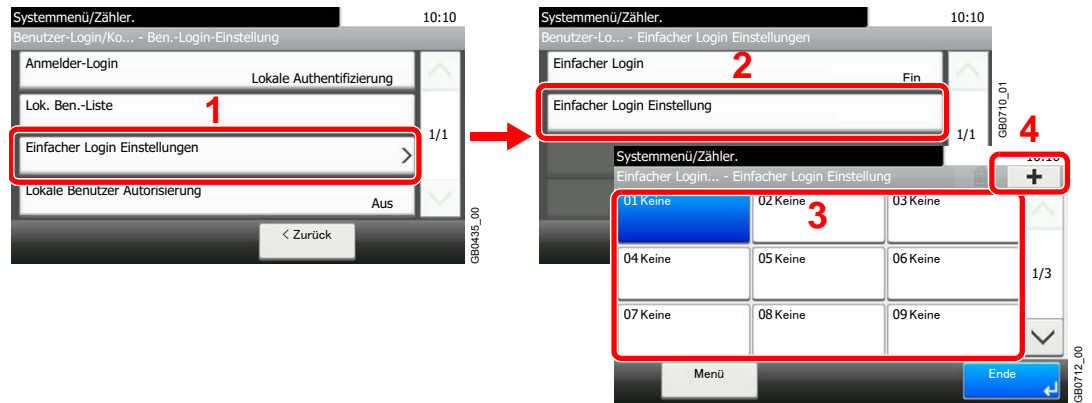 Systemmenü/Zähler. 10:10
Benutzer-Login/Ko... - Ben.-Login-Einstellung
Anmelder-Login
Lokale Authentifizierung
Lok. Ben.-Liste
1
1/1
Einfacher Login Einstellungen
Lokale Benutzer Autorisierung
Aus
< Zurück
GB0435_00
Systemmenü/Zähler. 10:10
Benutzer-Lo... - Einfacher Login Einstellungen
Einfacher Login
2
Ein
Einfacher Login Einstellung
1/1
GB0710_01
4
Systemmenü/Zähler. 10:10
Einfacher Login... - Einfacher Login Einstellung
+
01 Keine 02 Keine 03 Keine
3
04 Keine 05 Keine 06 Keine
1/3
07 Keine 08 Keine 09 Keine
Menü Ende
GB0712_00